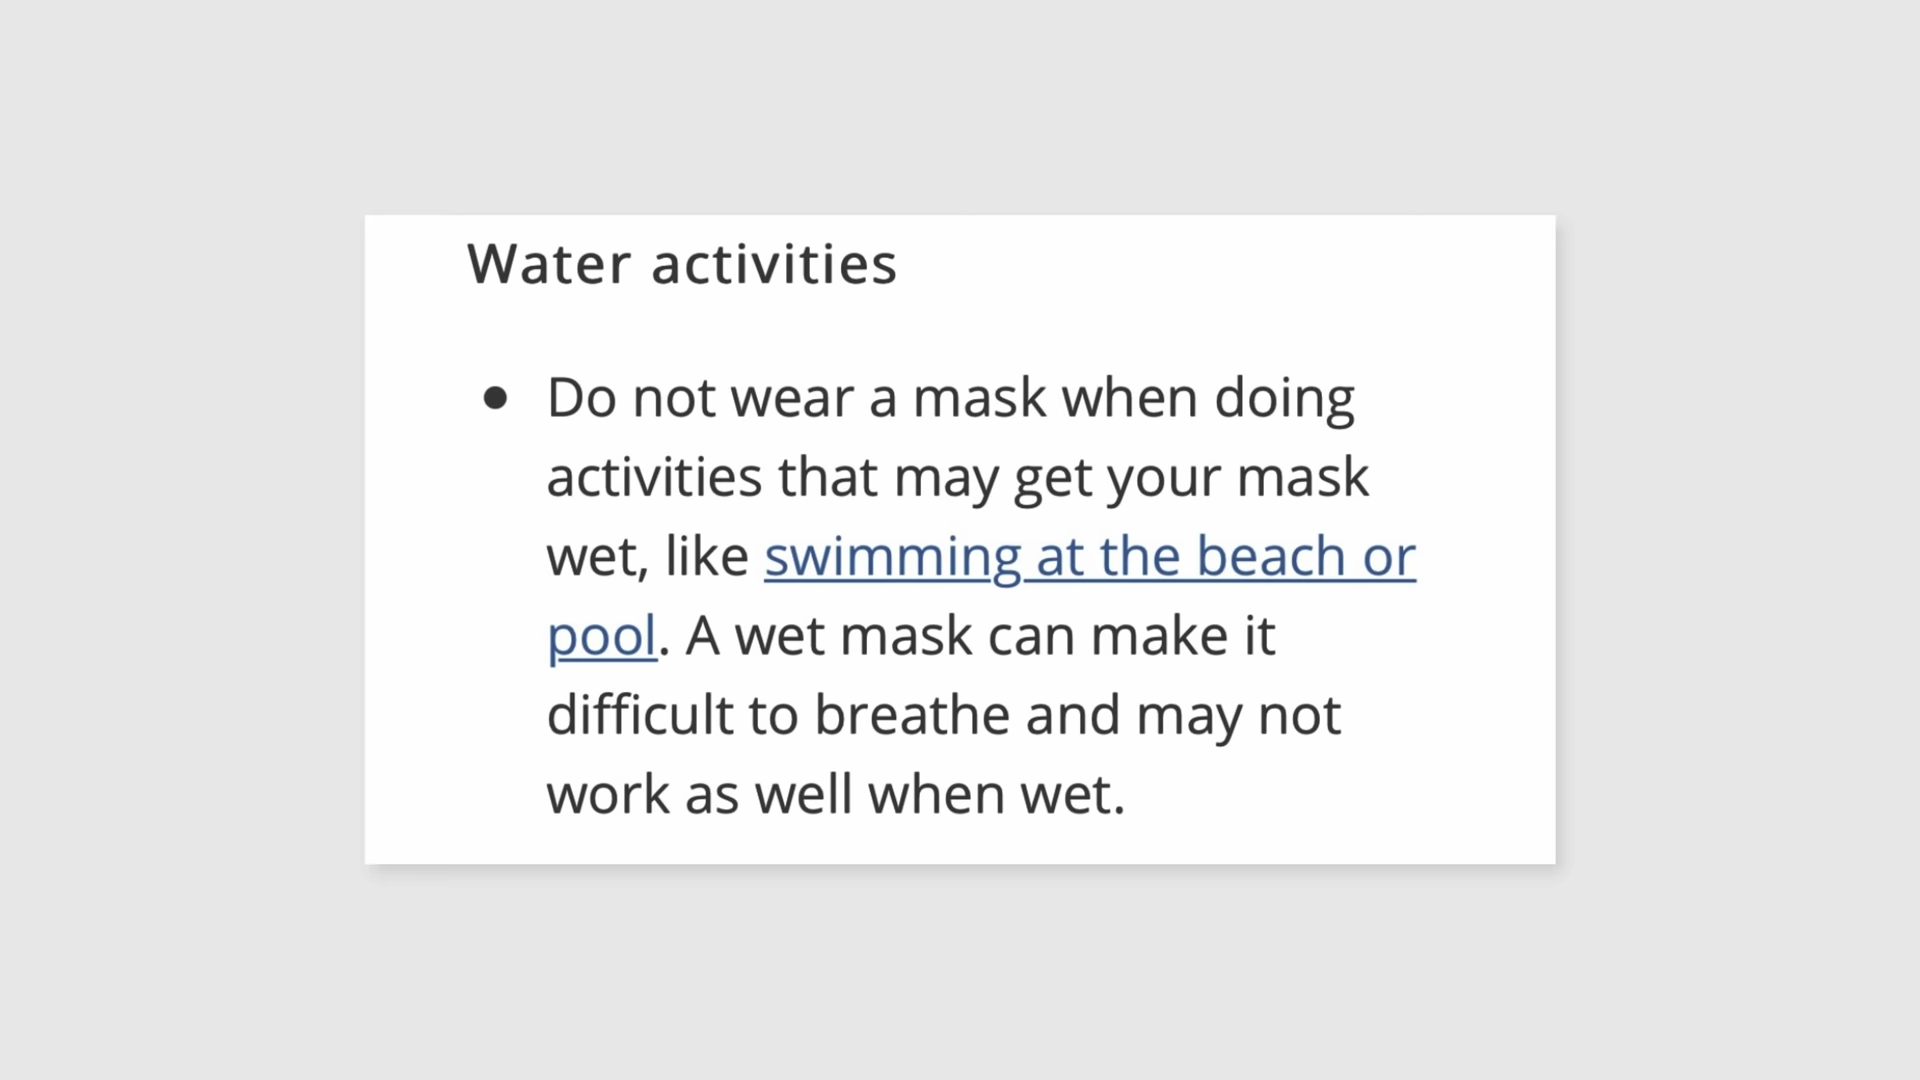 Water activities
● Do not wear a mask when doing
activities that may get your mask
wet, like swimming at the beach or
pool. A wet mask can make it
difficult to breathe and may not
work as well when wet.